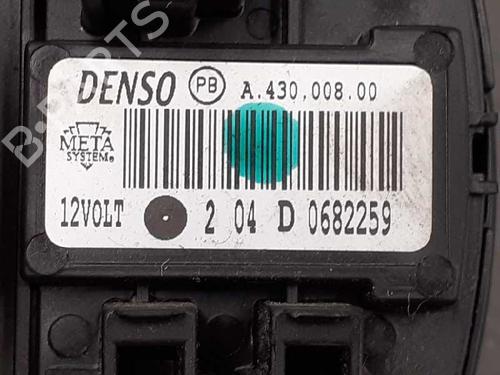 DENSO PB A.430.008.00
META
SYSTEM®
12VOLT 2 04 D 0682259
B-PARTS